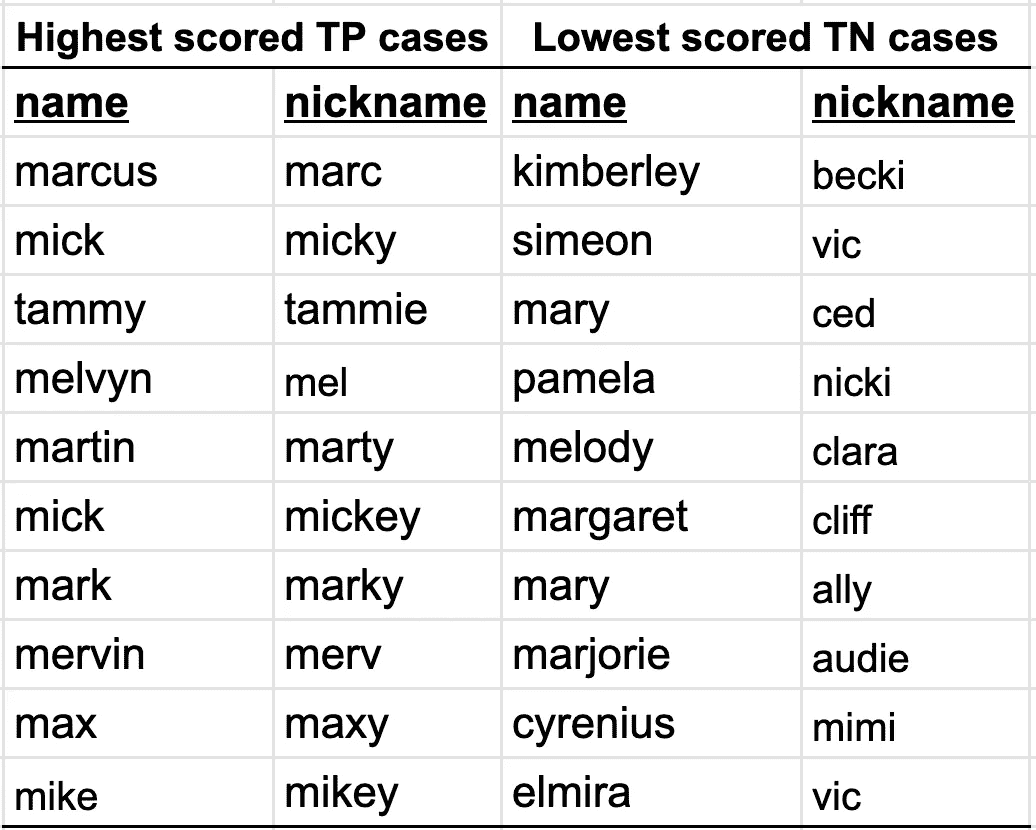 Highest scored TP cases Lowest scored TN cases
name nickname name nickname
marcus marc kimberley becki
mick micky simeon vic
tammy tammie mary ced
melvyn mel pamela nicki
martin marty melody clara
mick mickey margaret cliff
mark marky mary ally
mervin merv marjorie audie
max maxy cyrenius mimi
mike mikey elmira vic